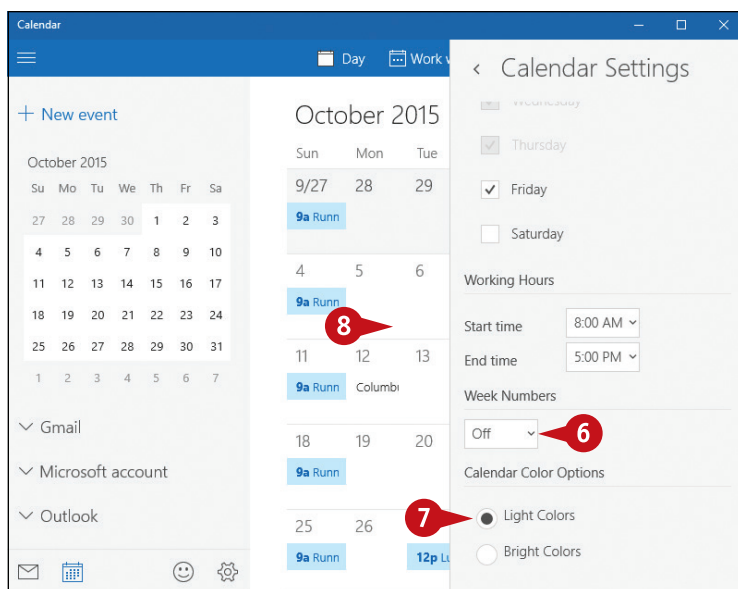 Calendar
Day
Work w
+ New event
October 2015
Su Mo Tu We Th Fr Sa
27 28 29 30 1 2 3
4 5 6 7 8 9 10
11 12 13 14 15 16 17
18 19 20 21 22 23 24
25 26 27 28 29 30 31
1 2 3 4 5 6 7
Gmail
Microsoft account
Outlook
October 2015
Sun Mon Tue
9/27 28 29
9a Runn
4 5 6
9a Runn
8
11 12 13
9a Runn Columbu
18 19 20
9a Runn
25 26
9a Runn 12p Lu
Calendar Settings
Wednesday
Thursday
Friday
Saturday
Working Hours
Start time 8:00 AM
End time 5:00 PM
Week Numbers
Off 6
Calendar Color Options
7 Light Colors
Bright Colors